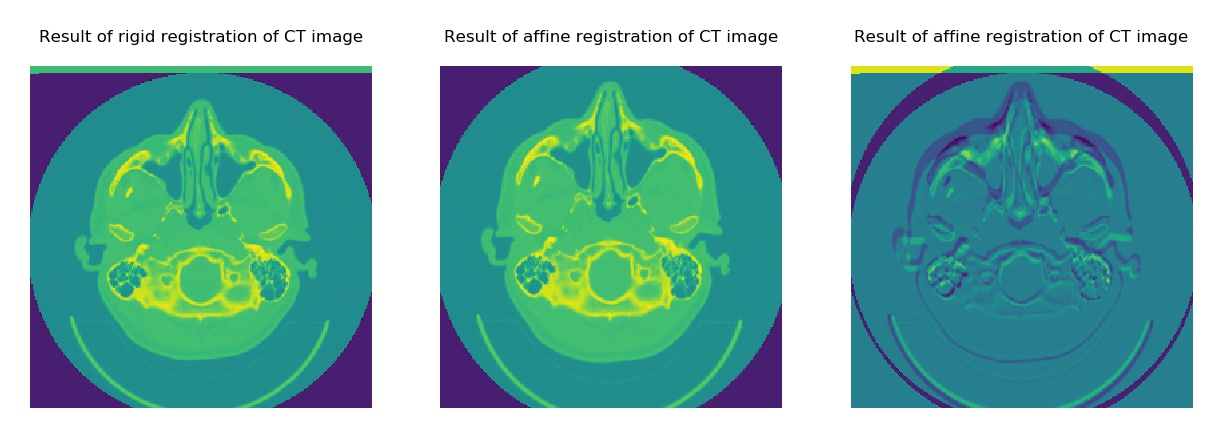 Result of rigid registration of CT image
Result of affine registration of CT image
Result of affine registration of CT image